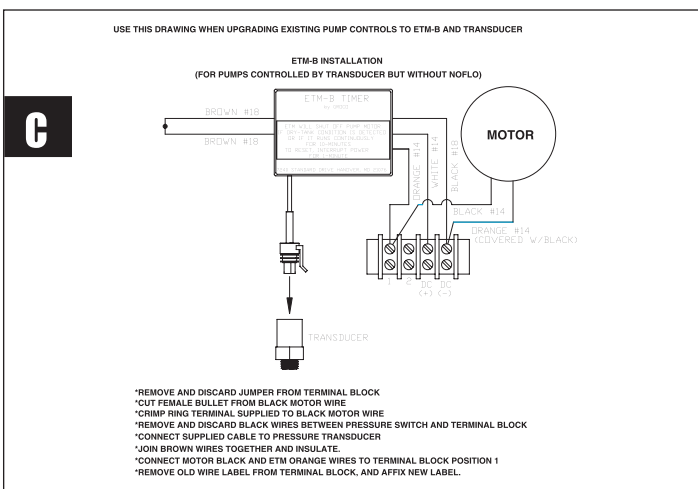 USE THIS DRAWING WHEN UPGRADING EXISTING PUMP CONTROLS TO ETM-B AND TRANSDUCER
ETM-B INSTALLATION
(FOR PUMPS CONTROLLED BY TRANSDUCER BUT WITHOUT NOFLO)
C
ETM-B TIMER
BROWN #18
BROWN #18
ETM WILL SHUT OFF PUMP MOTOR
IF DRY-TANK CONDITION IS DETECTED
OR IF IT RUNS CONTINUOUSLY
FOR 10-MINUTES.
TO RESET: INTERRUPT POWER
FOR 1-MINUTE.
ORANGE #14
WHITE #14
BLACK #18
MOTOR
BLACK #14
ORANGE #14
(COVERED W/BLACK)
1 2 DC DC
(+) (-)
TRANSDUCER
*REMOVE AND DISCARD JUMPER FROM TERMINAL BLOCK
*CUT FEMALE BULLET FROM BLACK MOTOR WIRE
*CRIMP RING TERMINAL SUPPLIED TO BLACK MOTOR WIRE
*REMOVE AND DISCARD BLACK WIRES BETWEEN PRESSURE SWITCH AND TERMINAL BLOCK
*CONNECT SUPPLIED CABLE TO PRESSURE TRANSDUCER
*JOIN BROWN WIRES TOGETHER AND INSULATE.
*CONNECT MOTOR BLACK AND ETM ORANGE WIRES TO TERMINAL BLOCK POSITION 1
*REMOVE OLD WIRE LABEL FROM TERMINAL BLOCK, AND AFFIX NEW LABEL.